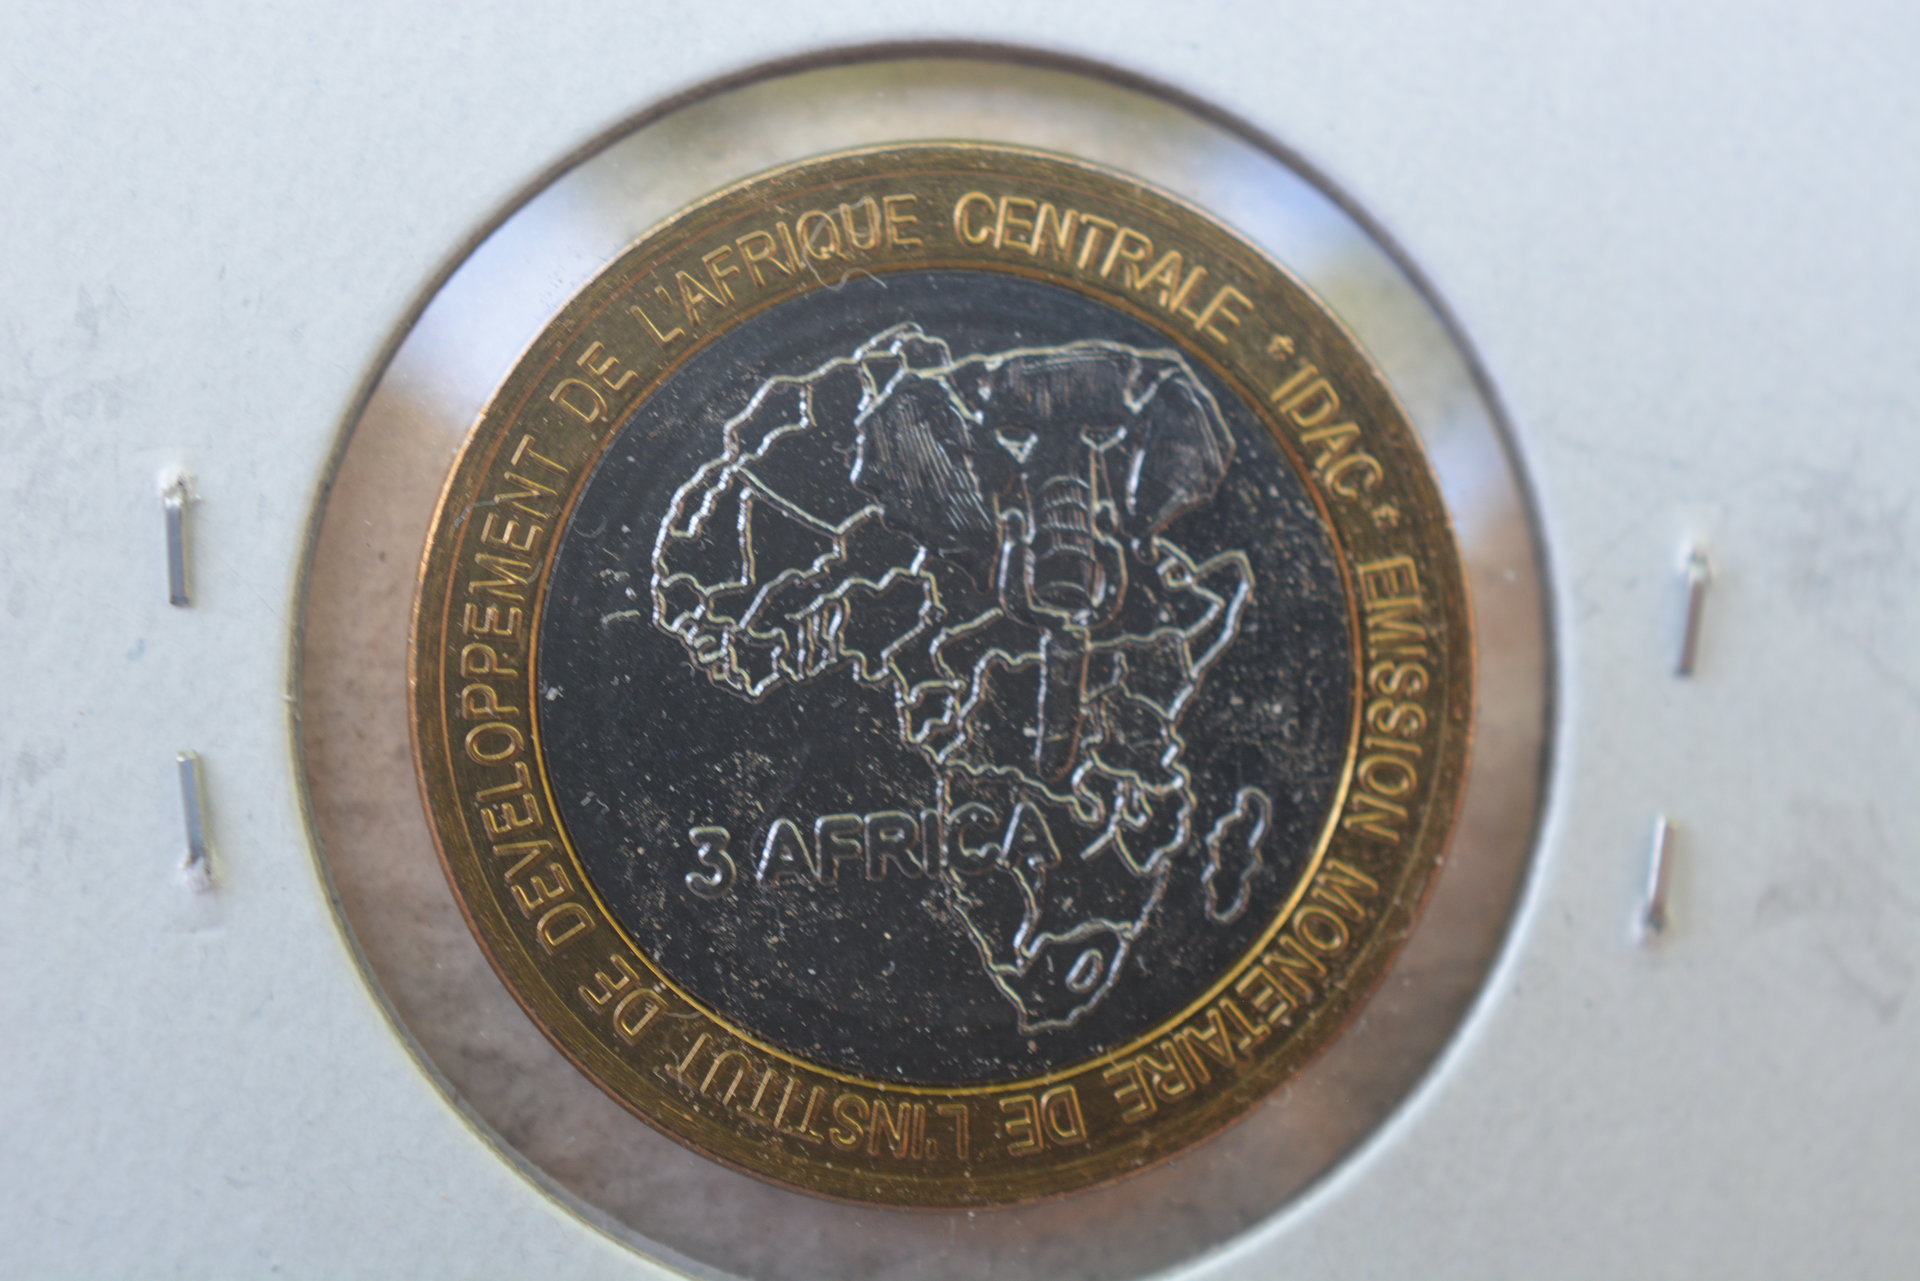 EMISSION MONETAIRE DE L'INSTITUT DE DEVELOPPEMENT DE L'AFRIQUE CENTRALE * IDAC *
3 AFRICA